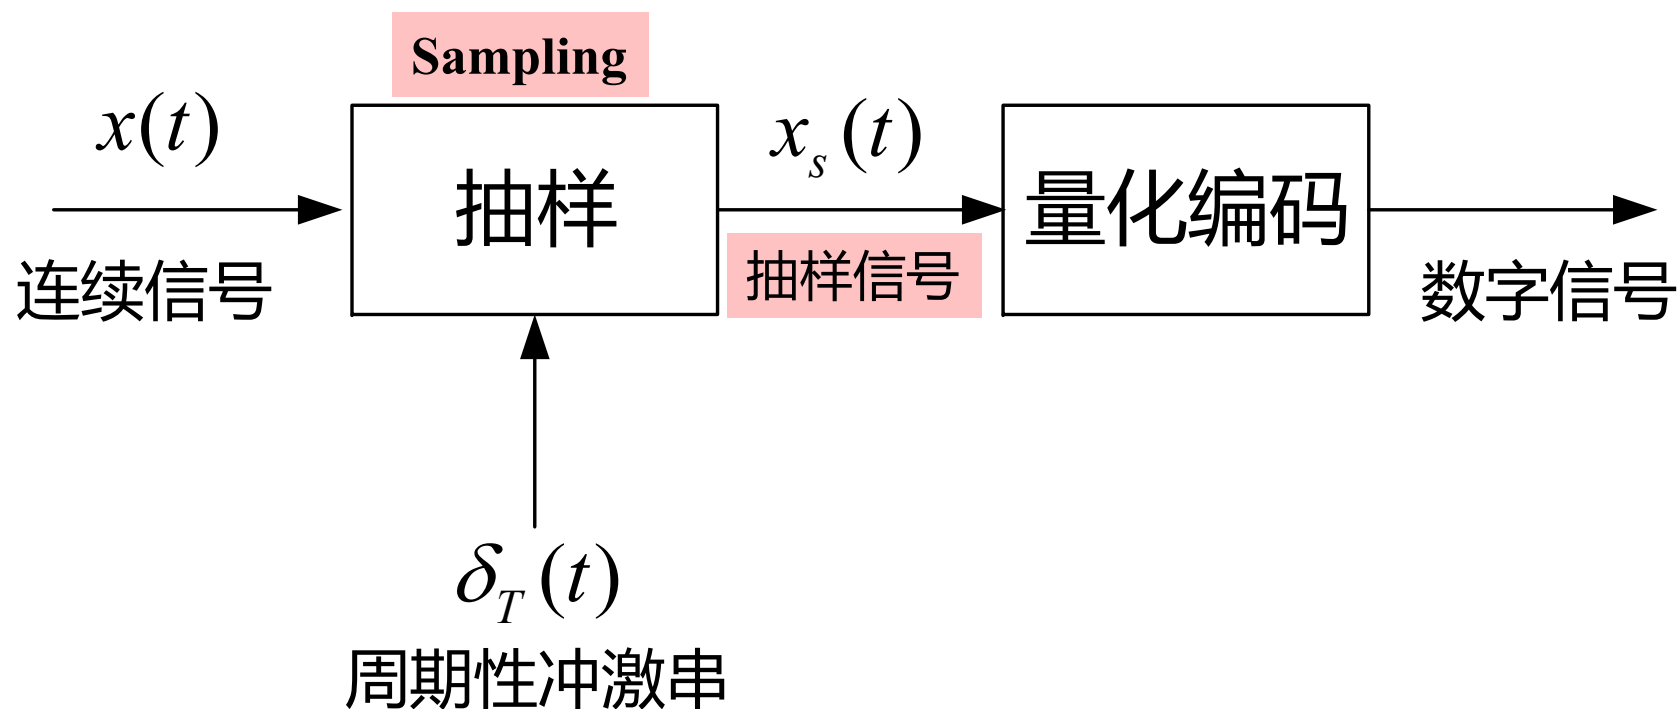 Sampling
x(t)
抽样
x_s(t)
量化编码
连续信号
抽样信号
数字信号
δ_T(t)
周期性冲激串